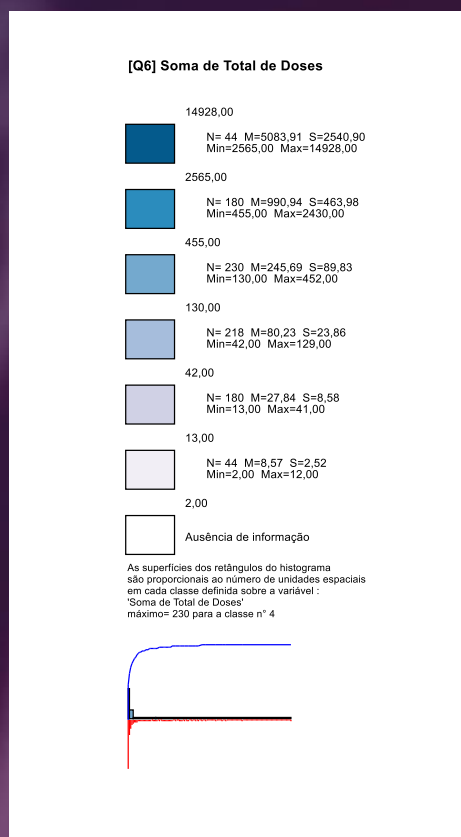 [Q6] Soma de Total de Doses
14928,00
N= 44  M=5083,91  S=2540,90
Min=2565,00  Max=14928,00
2565,00
N= 180  M=990,94  S=463,98
Min=455,00  Max=2430,00
455,00
N= 230  M=245,69  S=89,83
Min=130,00  Max=452,00
130,00
N= 218  M=80,23  S=23,86
Min=42,00  Max=129,00
42,00
N= 180  M=27,84  S=8,58
Min=13,00  Max=41,00
13,00
N= 44  M=8,57  S=2,52
Min=2,00  Max=12,00
2,00
Ausência de informação
As superfícies dos retângulos do histograma
são proporcionais ao número de unidades espaciais
em cada classe definida sobre a variável :
'Soma de Total de Doses'
máximo= 230 para a classe n° 4